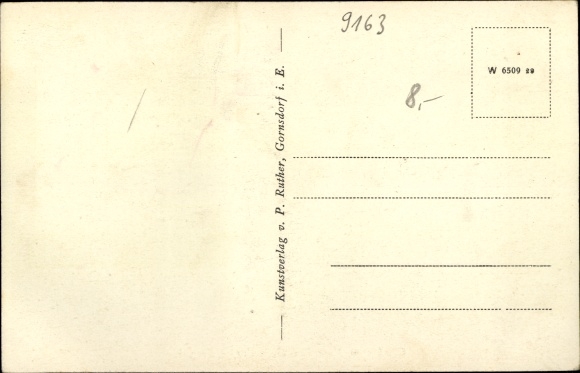 9163
W 6509 29
8,-
Kunstverlag v. P. Ruther, Gornsdorf i. E.